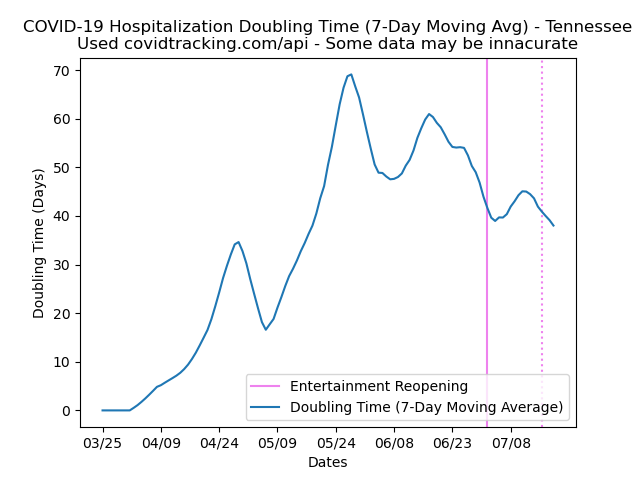 COVID-19 Hospitalization Doubling Time (7-Day Moving Avg) - Tennessee
Used covidtracking.com/api - Some data may be innacurate
70
60
50
40
30
20
10
0
Doubling Time (Days)
Entertainment Reopening
Doubling Time (7-Day Moving Average)
03/25 04/09 04/24 05/09 05/24 06/08 06/23 07/08
Dates